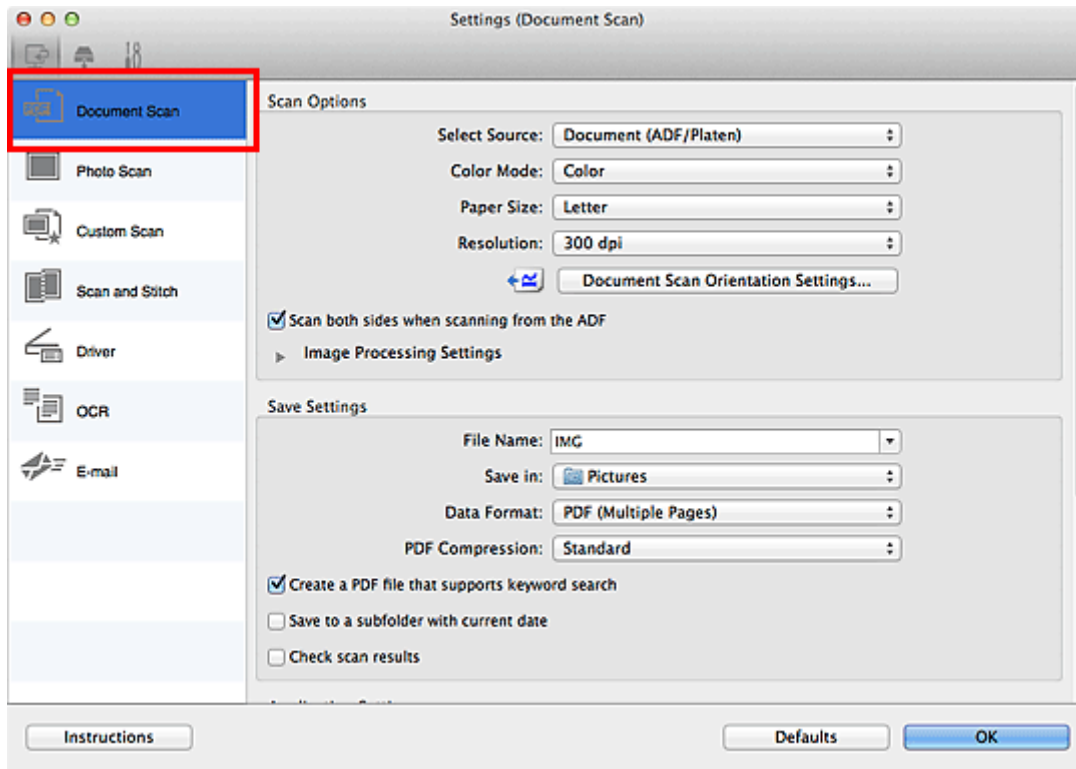 Settings (Document Scan)
Document Scan
Photo Scan
Custom Scan
Scan and Stitch
Driver
OCR
E-mail
Scan Options
Select Source: Document (ADF/Platen)
Color Mode: Color
Paper Size: Letter
Resolution: 300 dpi
Document Scan Orientation Settings...
Scan both sides when scanning from the ADF
Image Processing Settings
Save Settings
File Name: IMG
Save in: Pictures
Data Format: PDF (Multiple Pages)
PDF Compression: Standard
Create a PDF file that supports keyword search
Save to a subfolder with current date
Check scan results
Instructions
Defaults
OK